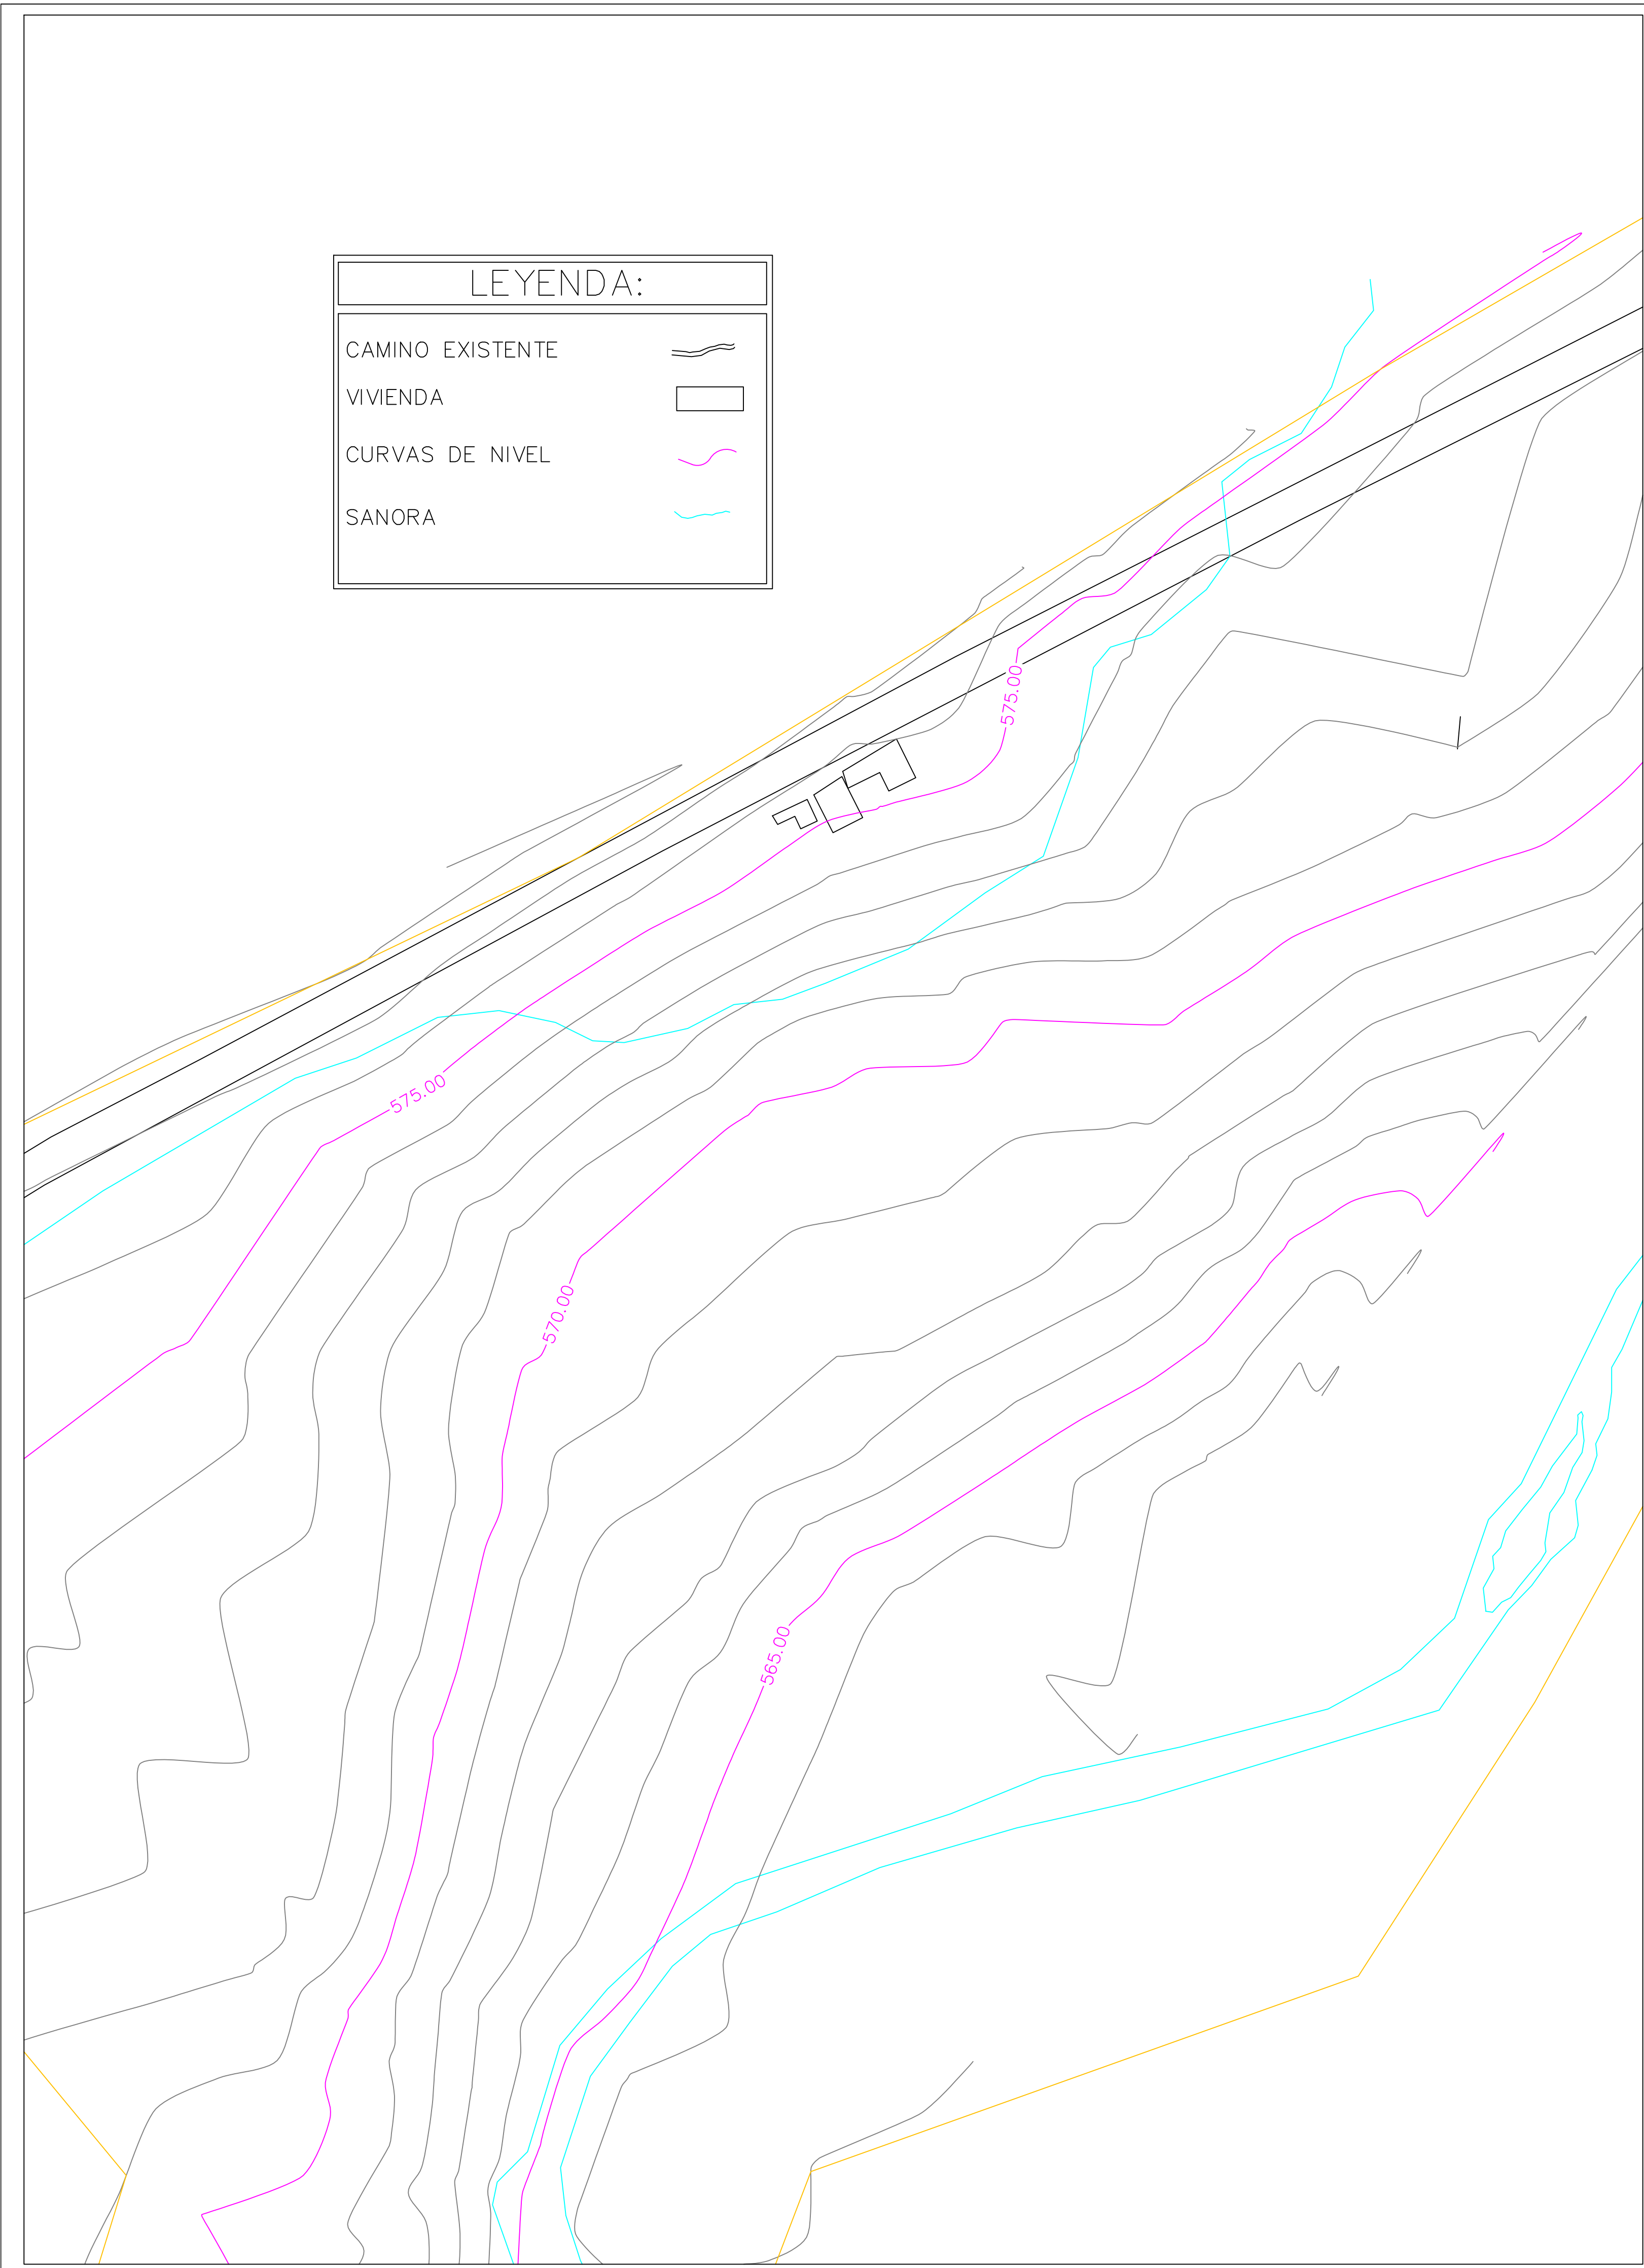 LEYENDA:
CAMINO EXISTENTE
VIVIENDA
CURVAS DE NIVEL
SANORA
575.00
575.00
570.00
565.00